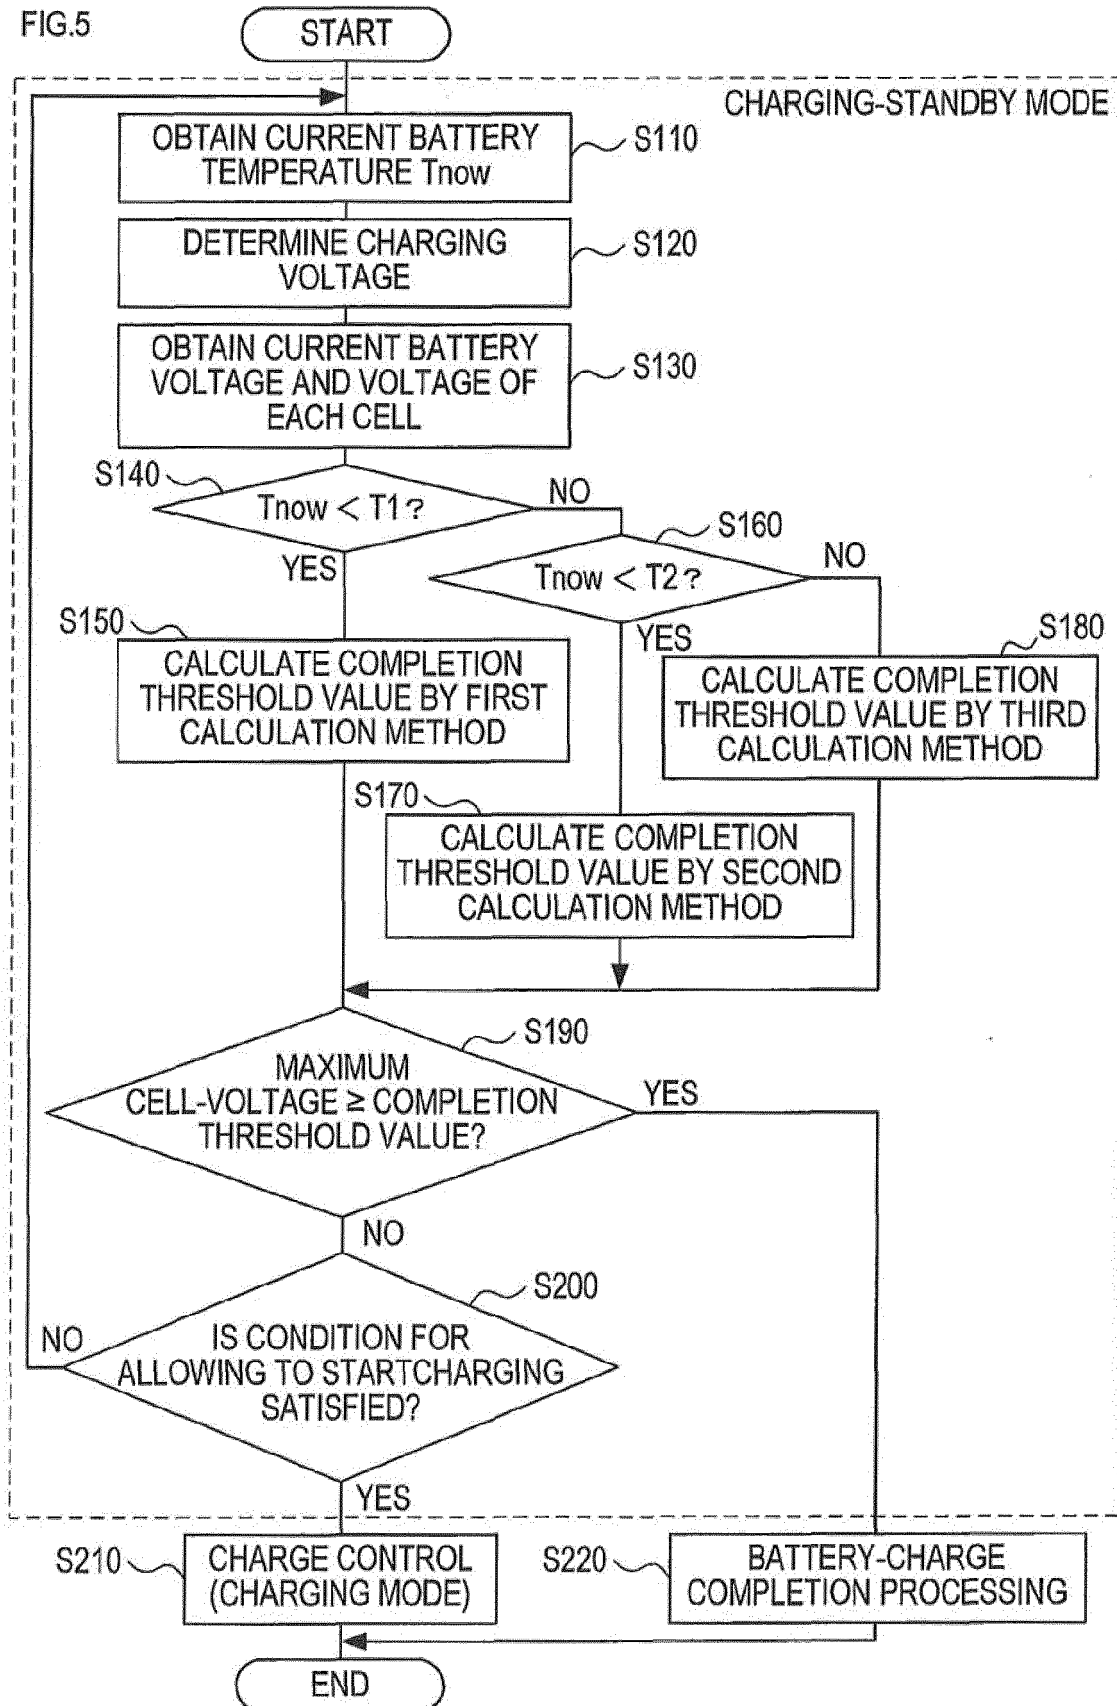 FIG.5
START
CHARGING-STANDBY MODE
OBTAIN CURRENT BATTERY
TEMPERATURE Tnow
S110
DETERMINE CHARGING
VOLTAGE
S120
OBTAIN CURRENT BATTERY
VOLTAGE AND VOLTAGE OF
EACH CELL
S130
S140
Tnow < T1?
NO
YES
S160
Tnow < T2?
NO
YES
S150
CALCULATE COMPLETION
THRESHOLD VALUE BY FIRST
CALCULATION METHOD
S180
CALCULATE COMPLETION
THRESHOLD VALUE BY THIRD
CALCULATION METHOD
S170
CALCULATE COMPLETION
THRESHOLD VALUE BY SECOND
CALCULATION METHOD
S190
MAXIMUM
CELL-VOLTAGE ≥ COMPLETION
THRESHOLD VALUE?
YES
NO
S200
IS CONDITION FOR
ALLOWING TO STARTCHARGING
SATISFIED?
NO
YES
S210
CHARGE CONTROL
(CHARGING MODE)
S220
BATTERY-CHARGE
COMPLETION PROCESSING
END